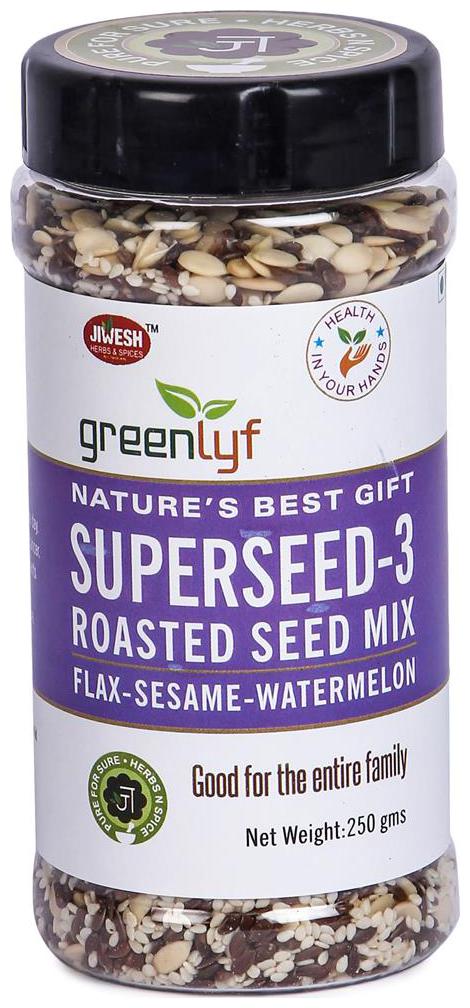 PURE FOR SURE • HERBS N SPICE
JIWESH™
HERBS & SPICES
HEALTH
IN YOUR HANDS
greenlyf
NATURE'S BEST GIFT
SUPERSEED-3
ROASTED SEED MIX
FLAX-SESAME-WATERMELON
PURE FOR SURE • HERBS N SPICE
Good for the entire family
Net Weight:250 gms